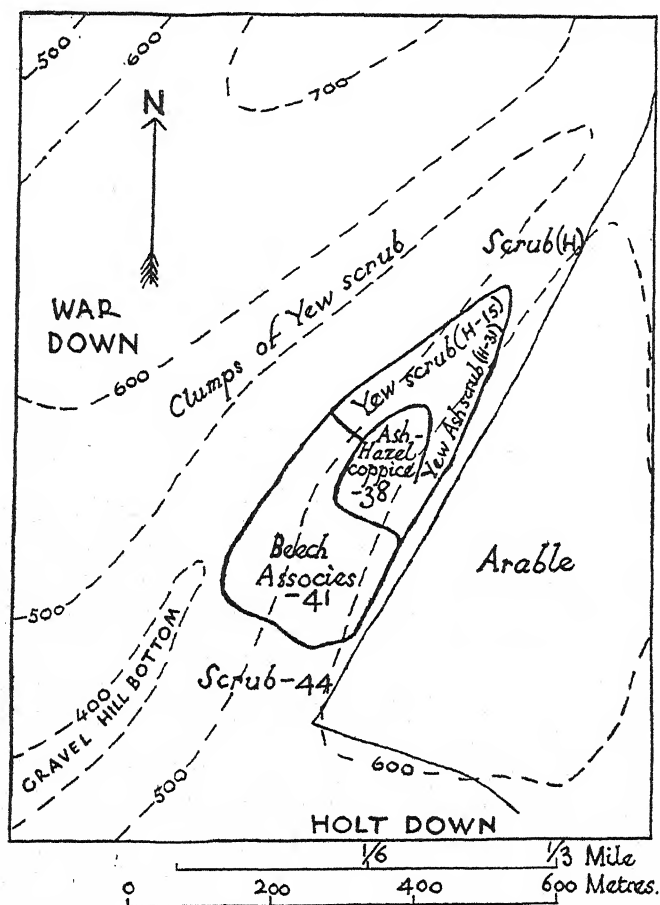 500
600
700
N
Scrub(H)
WAR
DOWN
Clumps of Yew scrub
600
Yew scrub(H-15)
Yew Ash scrub(H-31)
Ash-
Hazel
coppice
-38
Beech
Associes
-41
Arable
500
400
GRAVEL HILL BOTTOM
Scrub-44
500
600
HOLT DOWN
1/6
1/3 Mile
0
200
400
600 Metres.